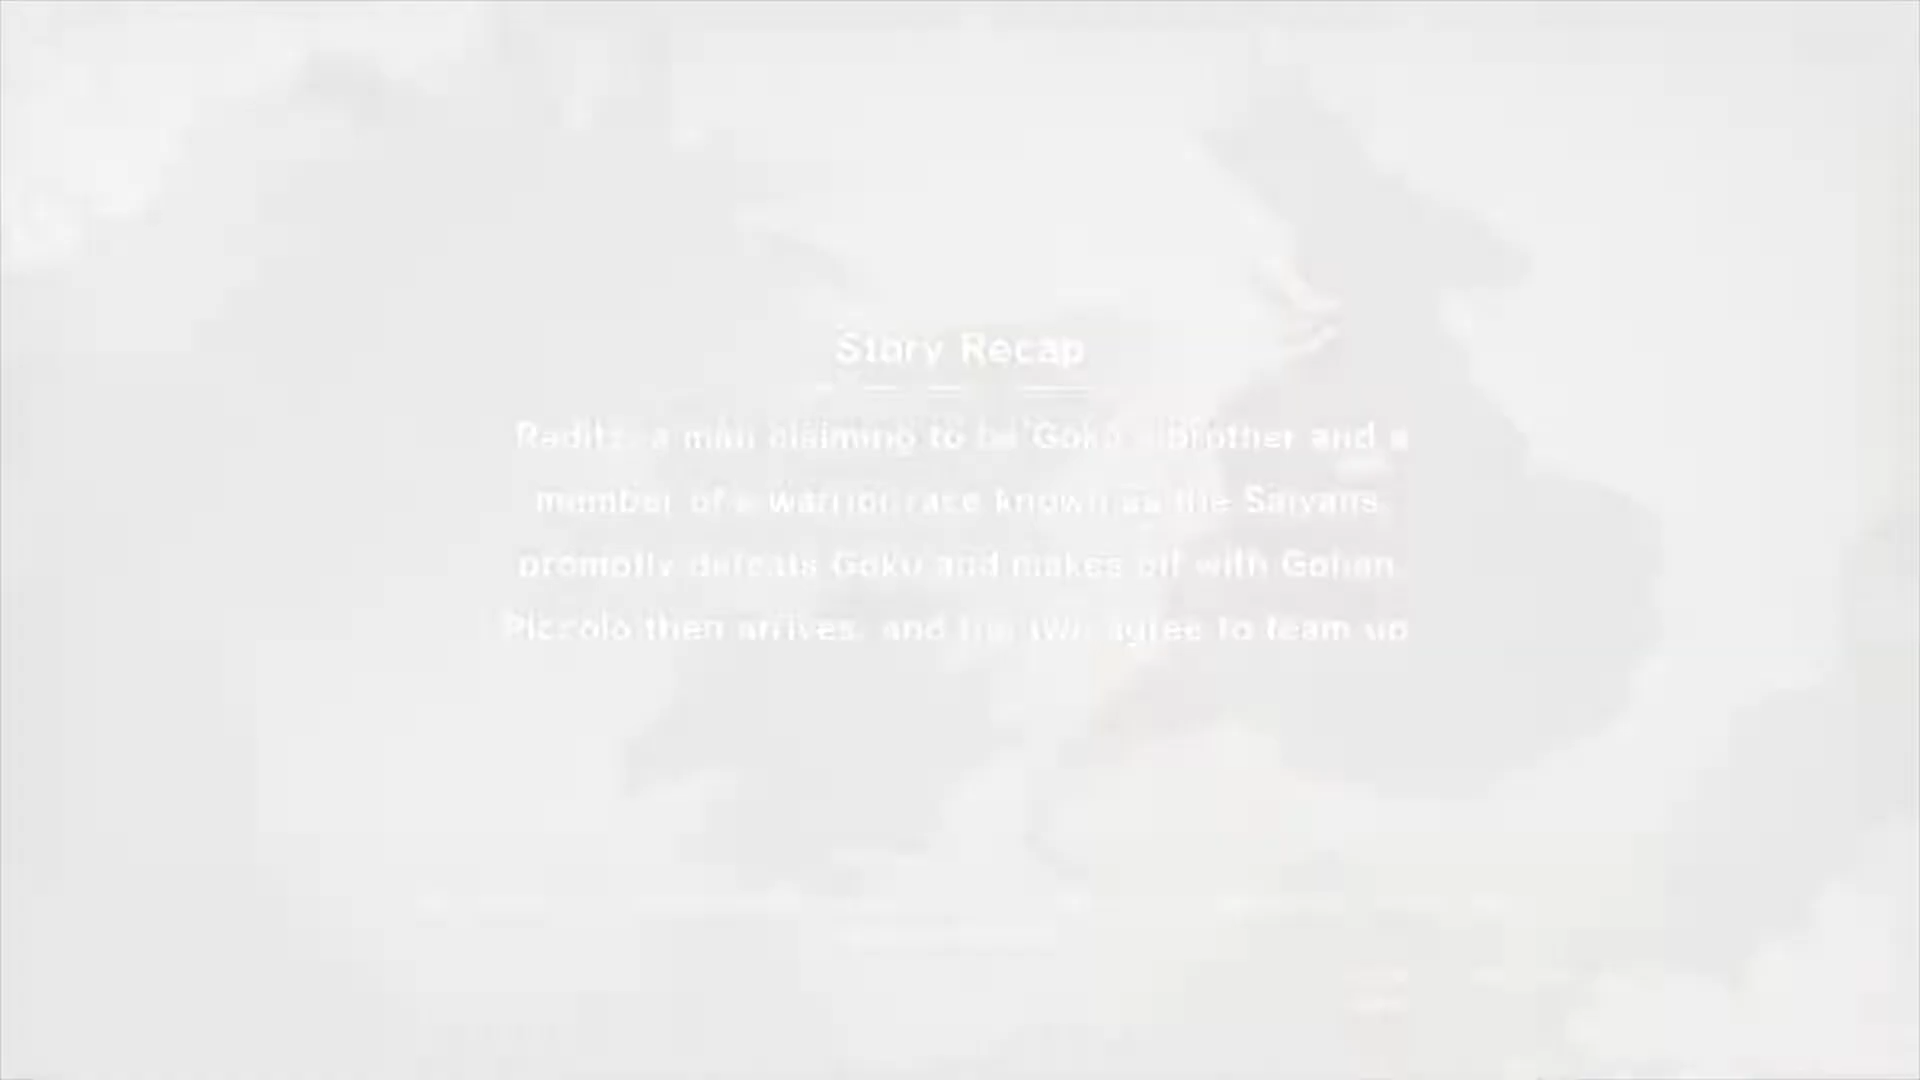 Story Recap
Raditz, a man claiming to be Goku's brother and a
member of a warrior race known as the Saiyans,
promptly defeats Goku and makes off with Gohan.
Piccolo then arrives, and the two agree to team up